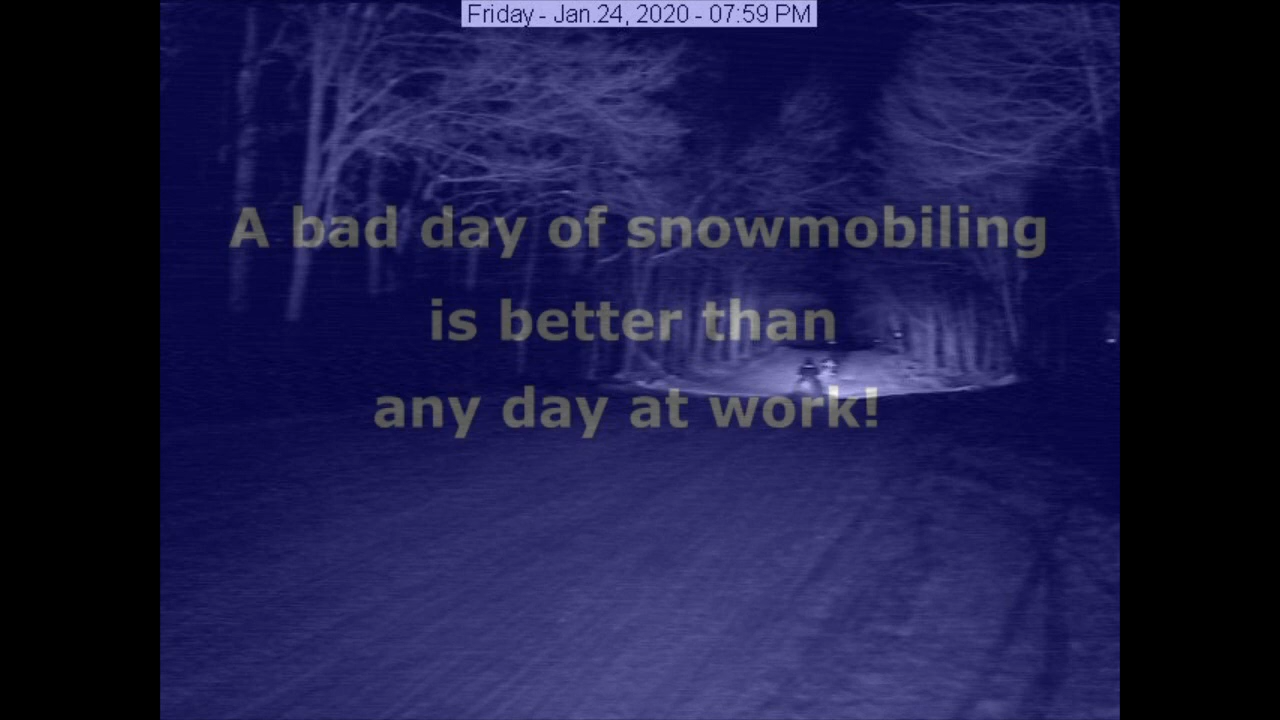 Friday - Jan.24, 2020 - 07:59 PM
A bad day of snowmobiling
is better than
any day at work!